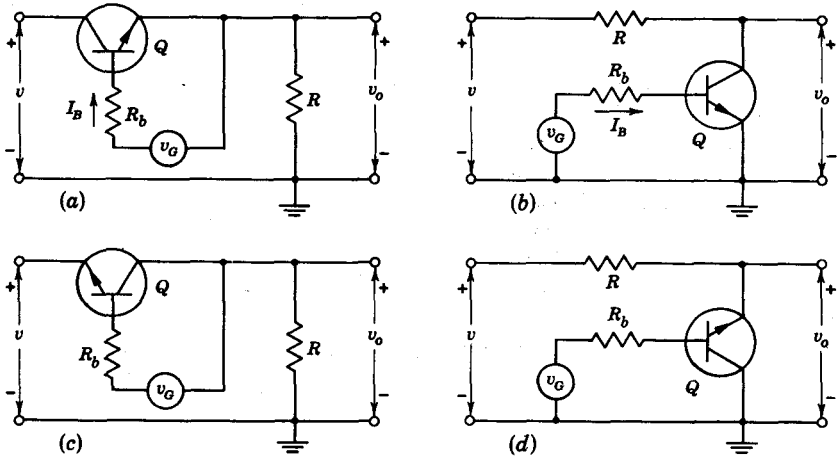 + Q +
v I_B R_b R v_o
v_G
- -
(a)
+ R +
R_b
v v_G I_B Q v_o
- -
(b)
+ Q +
v R_b R v_o
v_G
- -
(c)
+ R +
R_b
v v_G Q v_o
- -
(d)